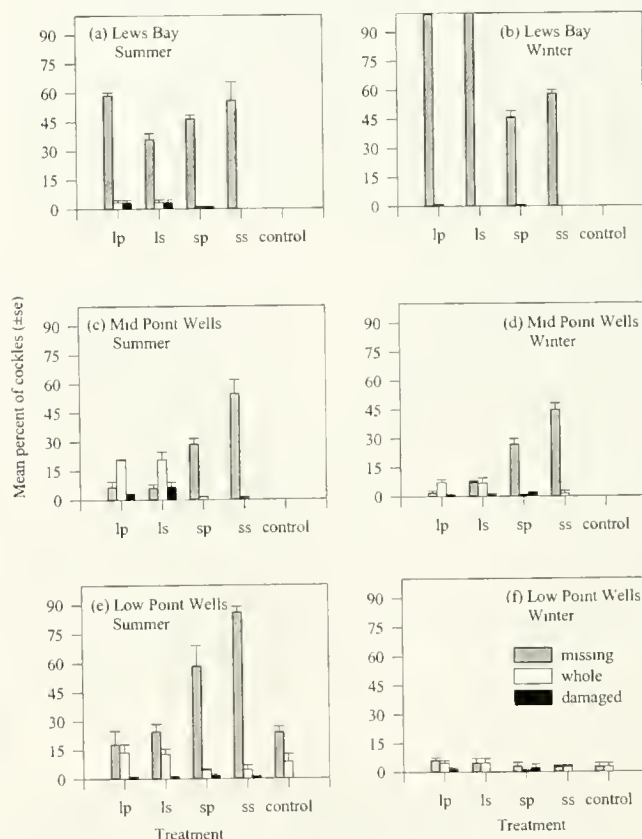 (a) Lews Bay
Summer
90
75
60
45
30
15
0
lp ls sp ss control
(b) Lews Bay
Winter
90
75
60
45
30
15
0
lp ls sp ss control
Mean percent of cockles (±se)
(c) Mid Point Wells
Summer
90
75
60
45
30
15
0
lp ls sp ss control
(d) Mid Point Wells
Winter
90
75
60
45
30
15
0
lp ls sp ss control
(e) Low Point Wells
Summer
90
75
60
45
30
15
0
lp ls sp ss control
Treatment
(f) Low Point Wells
Winter
missing
whole
damaged
90
75
60
45
30
15
0
lp ls sp ss control
Treatment